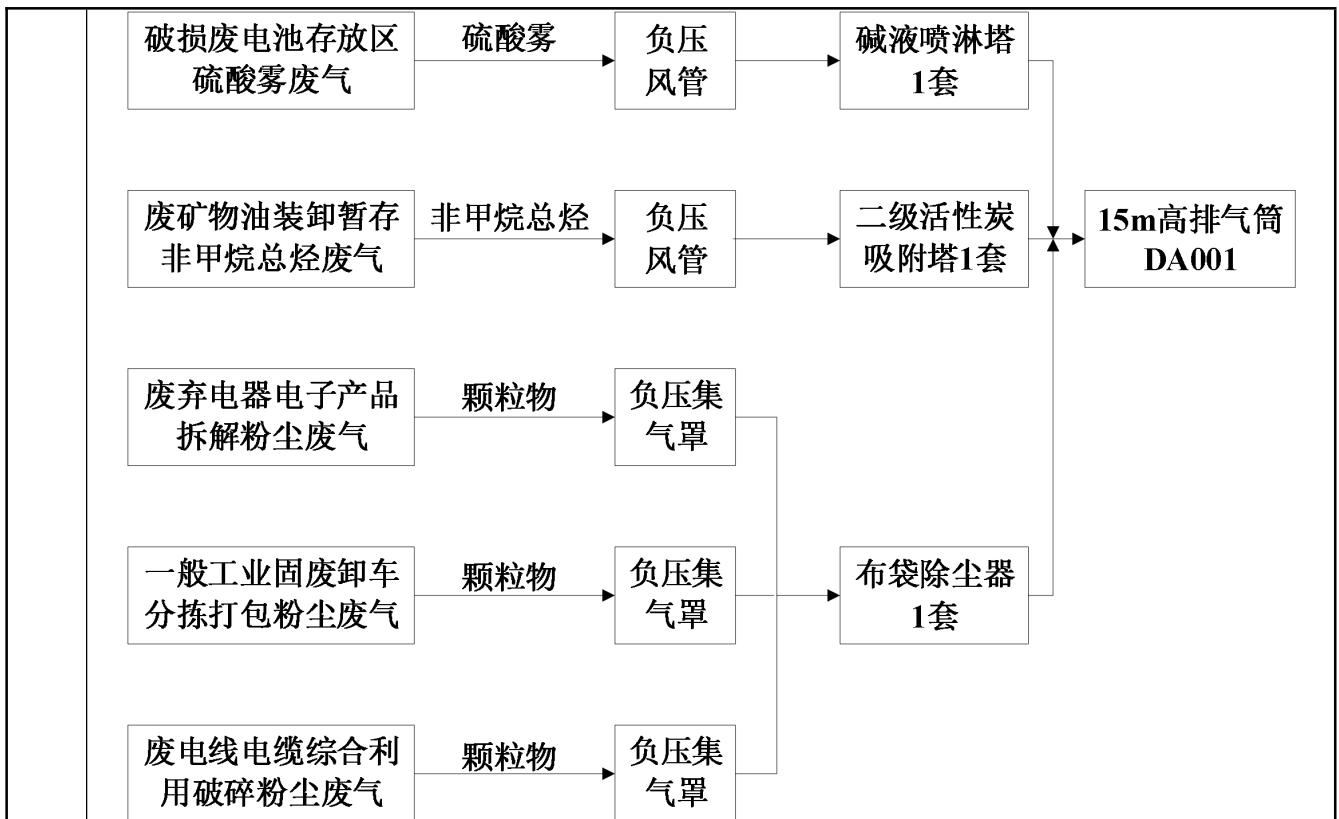 破损废电池存放区
硫酸雾废气
硫酸雾
负压
风管
碱液喷淋塔
1套
废矿物油装卸暂存
非甲烷总烃废气
非甲烷总烃
负压
风管
二级活性炭
吸附塔1套
15m高排气筒
DA001
废弃电器电子产品
拆解粉尘废气
颗粒物
负压集
气罩
一般工业固废卸车
分拣打包粉尘废气
颗粒物
负压集
气罩
布袋除尘器
1套
废电线电缆综合利
用破碎粉尘废气
颗粒物
负压集
气罩